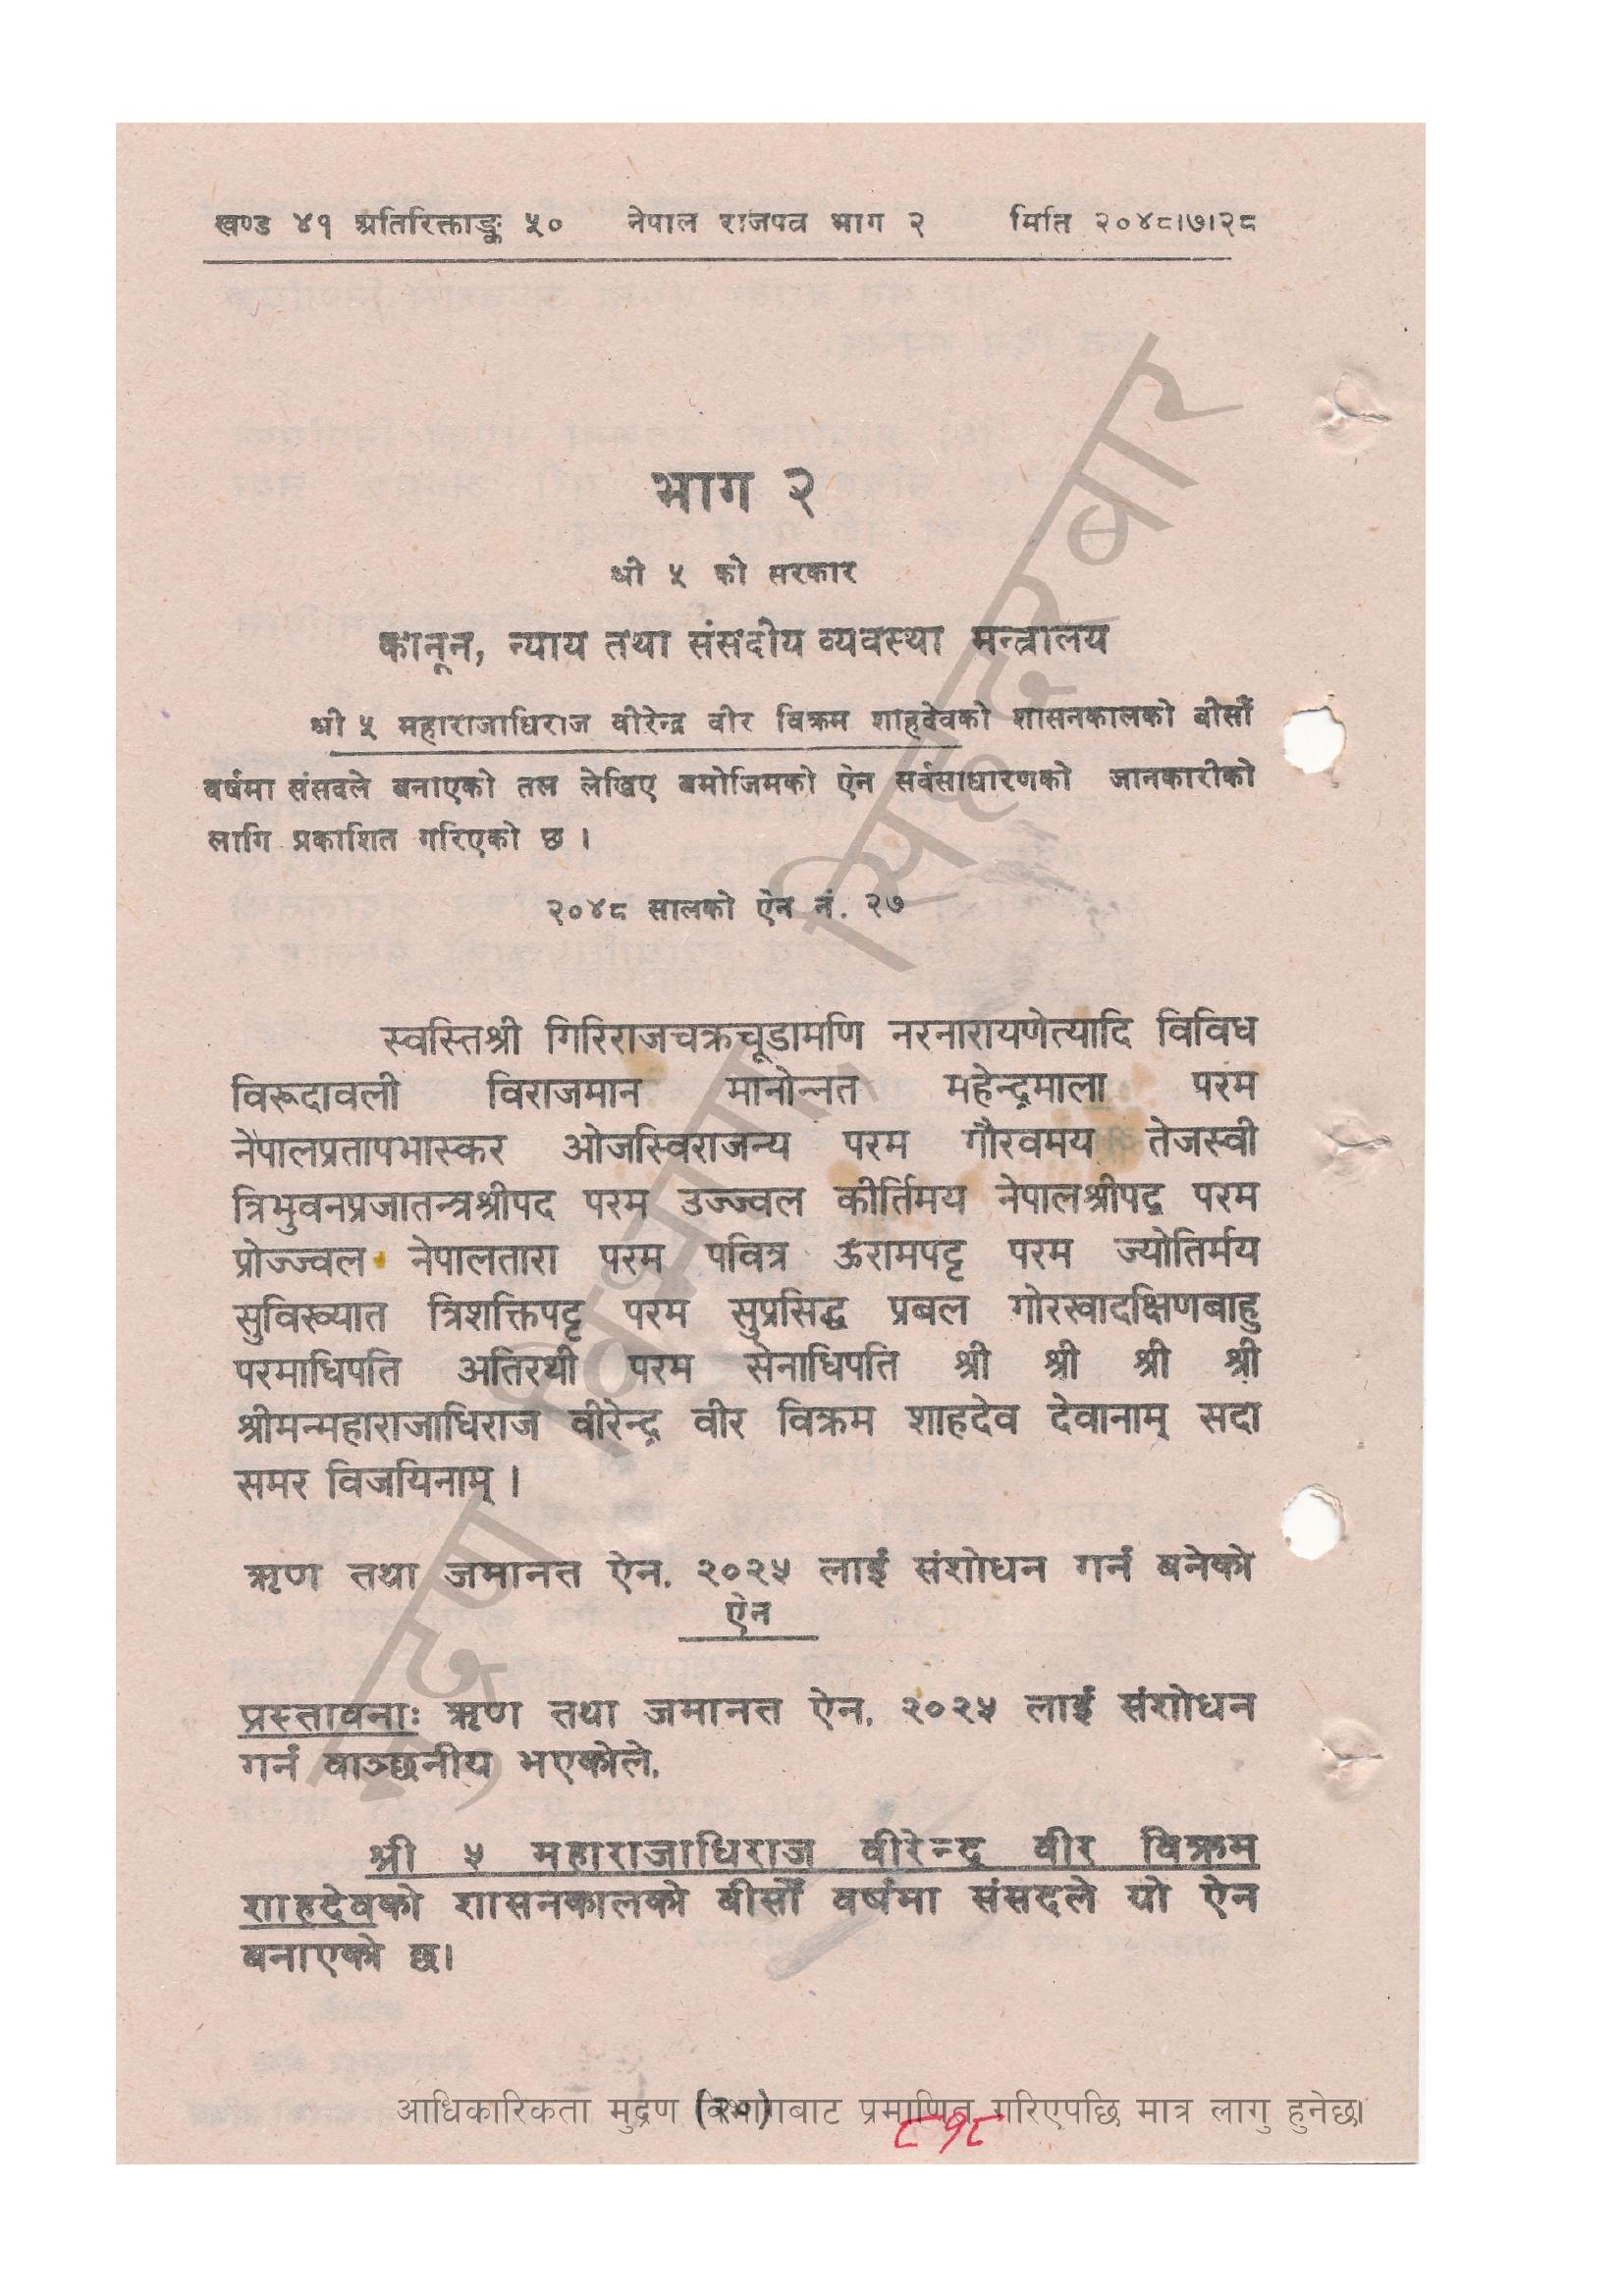 खण्ड ४१ अतिरिक्ताङ्क ५० नेपाल राजपत्र भाग २ मिति २०४८।७।२८
भाग २
श्री ५ को सरकार
कानून, न्याय तथा संसदीय व्यवस्था मन्त्रालय
श्री ५ महाराजाधिराज वीरेन्द्र वीर विक्रम शाहदेवको शासनकालको बीसौं
वर्षमा संसदले बनाएको तल लेखिए बमोजिमको ऐन सर्वसाधारणको जानकारीको
लागि प्रकाशित गरिएको छ ।
२०४८ सालको ऐन नं. २७
स्वस्तिश्री गिरिराजचक्रचूडामणि नरनारायणेत्यादि विविध
विरूदावली विराजमान मानोन्नत महेन्द्रमाला परम
नेपालप्रतापभास्कर ओजस्विराजन्य परम गौरवमय तेजस्वी
त्रिभुवनप्रजातन्त्रश्रीपद परम उज्ज्वल कीर्तिमय नेपालश्रीपद परम
प्रोज्ज्वल नेपालतारा परम पवित्र ऊँरामपट्ट परम ज्योतिर्मय
सुविख्यात त्रिशक्तिपट्ट परम सुप्रसिद्ध प्रबल गोरखादक्षिणबाहु
परमाधिपति अतिरथी परम सेनाधिपति श्री श्री श्री श्री
श्रीमन्महाराजाधिराज वीरेन्द्र वीर विक्रम शाहदेव देवानाम् सदा
समर विजयिनाम् ।
ऋण तथा जमानत ऐन, २०२५ लाई संशोधन गर्न बनेको
ऐन
प्रस्तावनाः ऋण तथा जमानत ऐन, २०२५ लाई संशोधन
गर्न वाञ्छनीय भएकोले,
श्री ५ महाराजाधिराज वीरेन्द्र वीर विक्रम
शाहदेवको शासनकालको बीसौं वर्षमा संसदले यो ऐन
बनाएको छ।
मुद्रण विभाग, सिंहदरबार
(२०)
आधिकारिकता मुद्रण विभागबाट प्रमाणित गरिएपछि मात्र लागु हुनेछ।
८१८